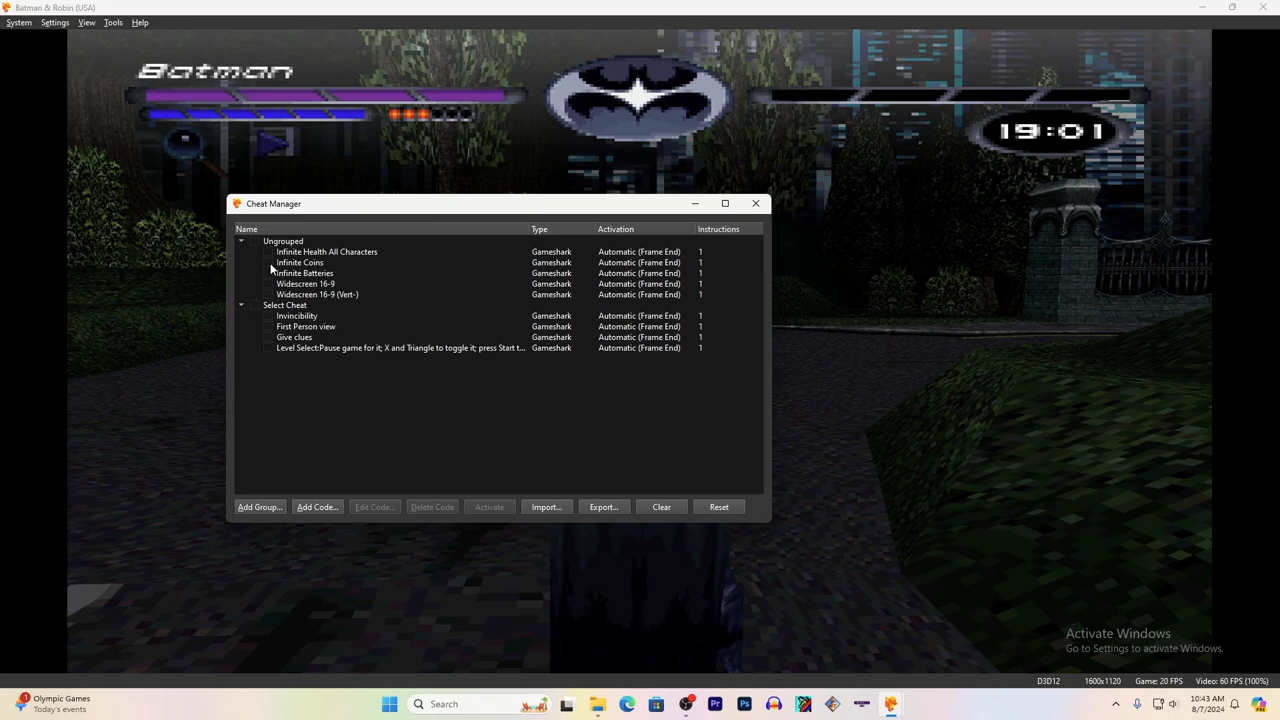 Batman & Robin (USA)
System Settings View Tools Help
Batman
19:01
Cheat Manager
Name Type Activation Instructions
Ungrouped
Infinite Health All Characters Gameshark Automatic (Frame End) 1
Infinite Coins Gameshark Automatic (Frame End) 1
Infinite Batteries Gameshark Automatic (Frame End) 1
Widescreen 16-9 Gameshark Automatic (Frame End) 1
Widescreen 16-9 (Vert-) Gameshark Automatic (Frame End) 1
Select Cheat
Invincibility Gameshark Automatic (Frame End) 1
First Person view Gameshark Automatic (Frame End) 1
Give clues Gameshark Automatic (Frame End) 1
Level Select:Pause game for it; X and Triangle to toggle it; press Start t... Gameshark Automatic (Frame End) 1
Add Group... Add Code... Edit Code... Delete Code Activate Import... Export... Clear Reset
Activate Windows
Go to Settings to activate Windows.
D3D12 1600x1120 Game: 20 FPS Video: 60 FPS (100%)
1 Olympic Games
Today's events
Search
Pr Ps
10:43 AM
8/7/2024